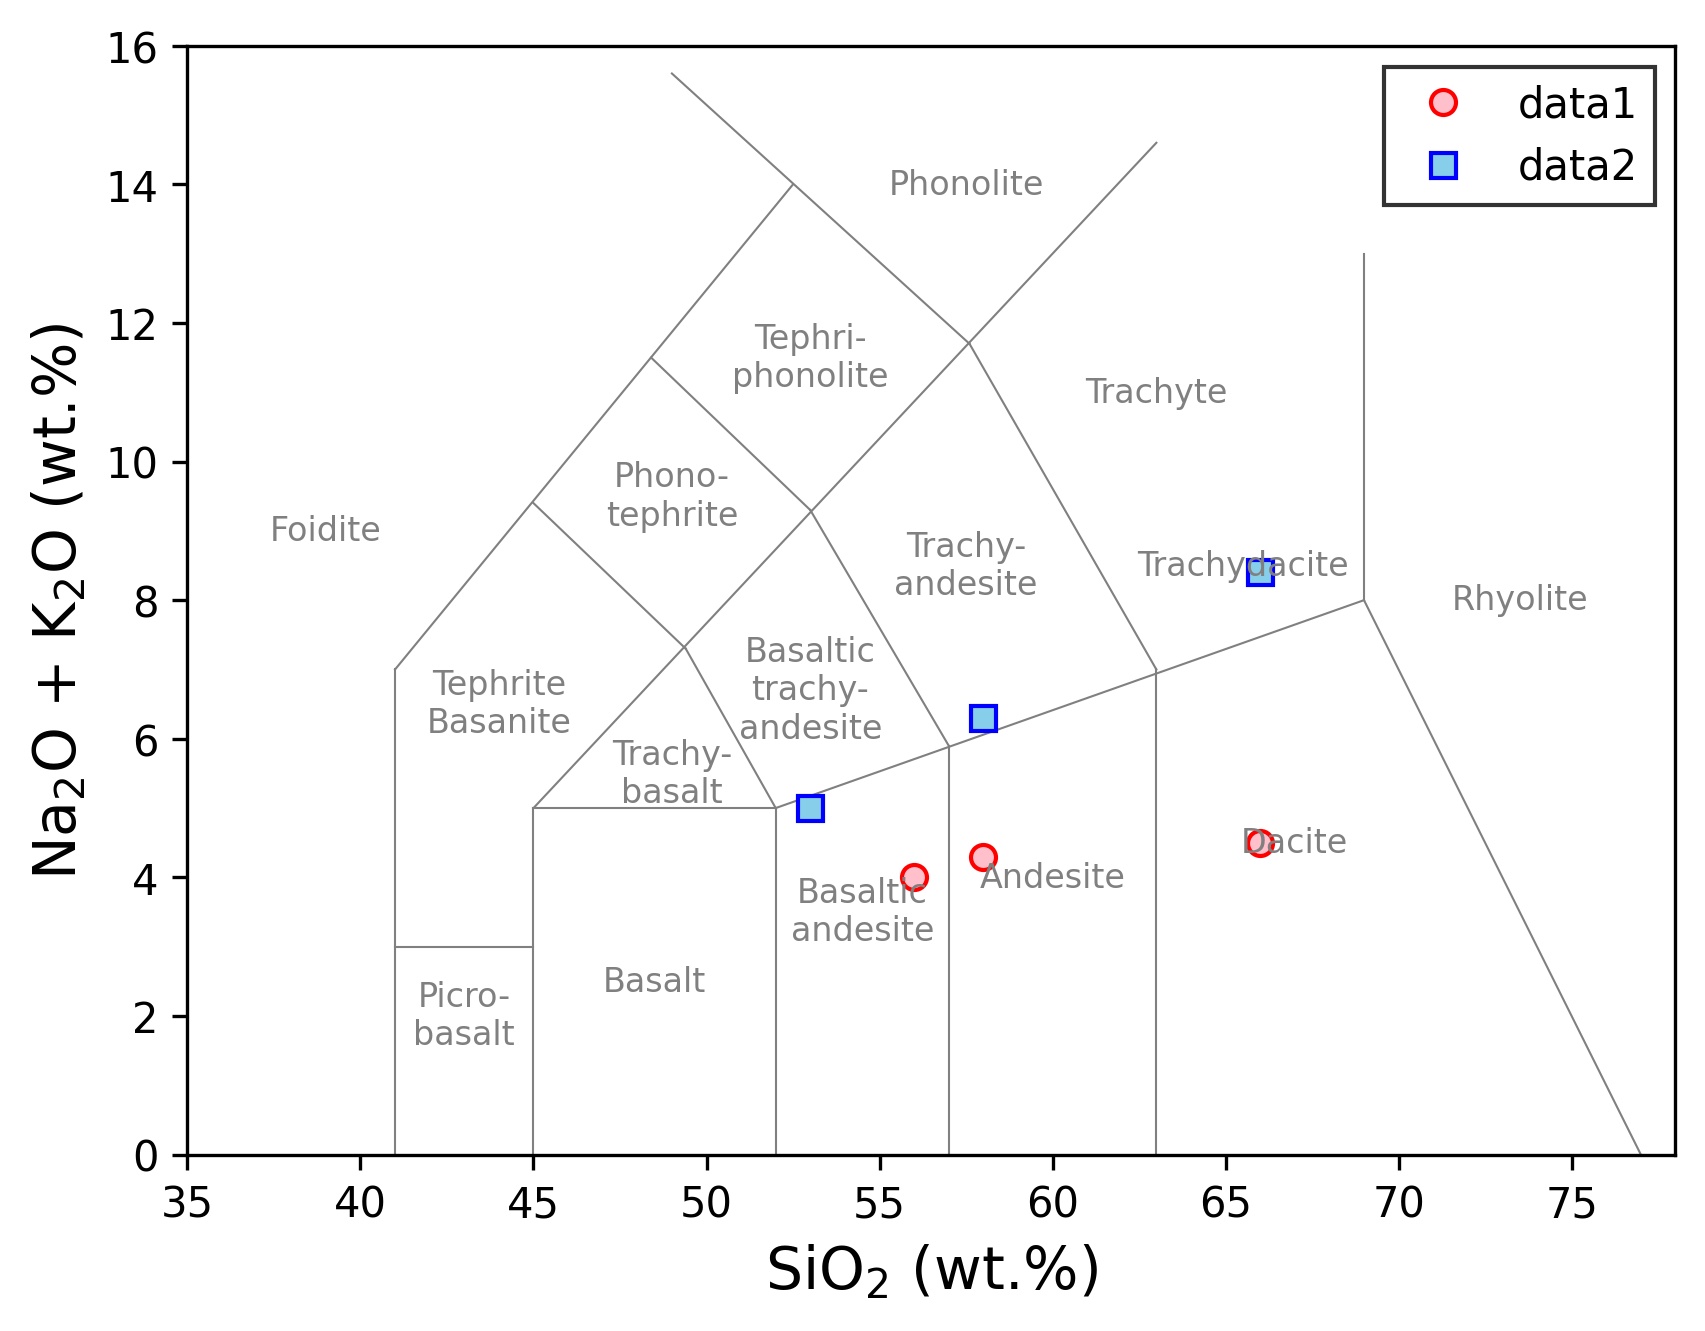 16
14
12
10
8
6
4
2
0
35 40 45 50 55 60 65 70 75
Na₂O + K₂O (wt.%)
SiO₂ (wt.%)
data1
data2
Phonolite
Tephri-
phonolite
Trachyte
Phono-
tephrite
Foidite
Trachy-
andesite
Trachydacite
Rhyolite
Basaltic
trachy-
andesite
Tephrite
Basanite
Trachy-
basalt
Dacite
Andesite
Basaltic
andesite
Basalt
Picro-
basalt